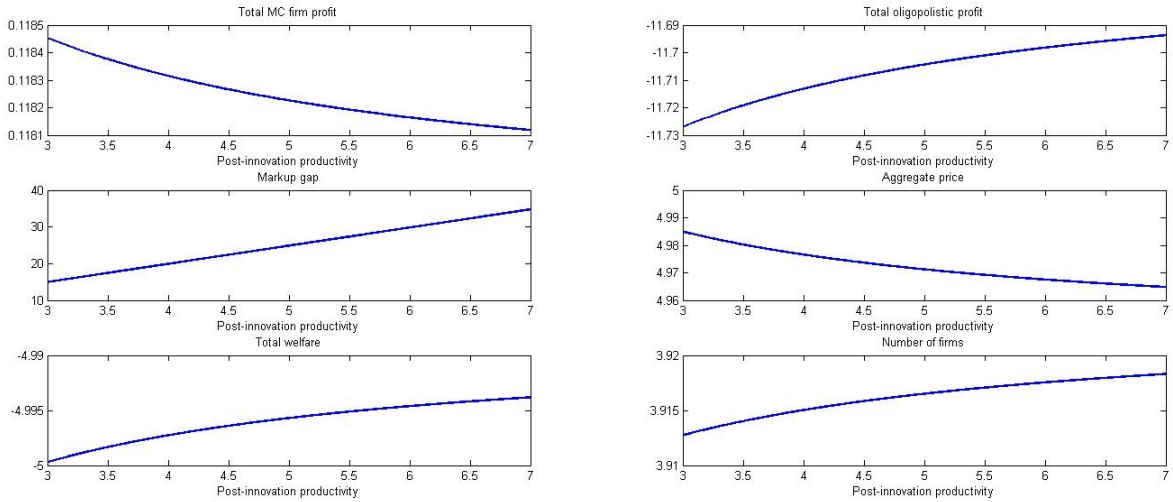 Total MC firm profit
0.1185
0.1184
0.1183
0.1182
0.1181
3 3.5 4 4.5 5 5.5 6 6.5 7
Post-innovation productivity
Total oligopolistic profit
-11.69
-11.7
-11.71
-11.72
-11.73
3 3.5 4 4.5 5 5.5 6 6.5 7
Post-innovation productivity
Markup gap
40
30
20
10
3 3.5 4 4.5 5 5.5 6 6.5 7
Post-innovation productivity
Aggregate price
5
4.99
4.98
4.97
4.96
3 3.5 4 4.5 5 5.5 6 6.5 7
Post-innovation productivity
Total welfare
-4.99
-4.995
-5
3 3.5 4 4.5 5 5.5 6 6.5 7
Post-innovation productivity
Number of firms
3.92
3.915
3.91
3 3.5 4 4.5 5 5.5 6 6.5 7
Post-innovation productivity